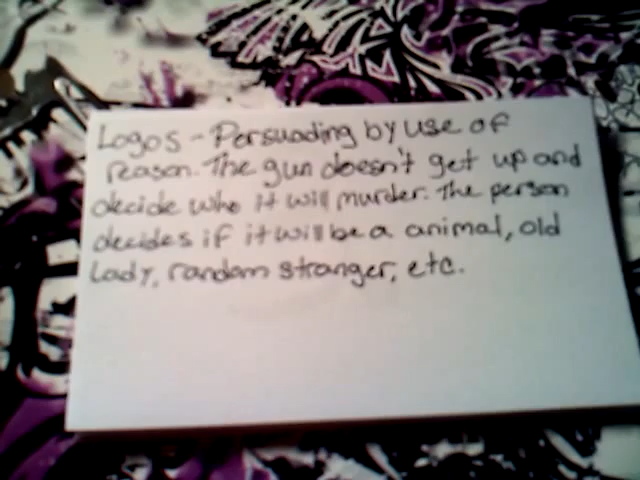 Logos - Persuading by use of
reason. The gun doesn't get up and
decide who it will murder. The person
decides if it will be a animal, old
lady, random stranger, etc.